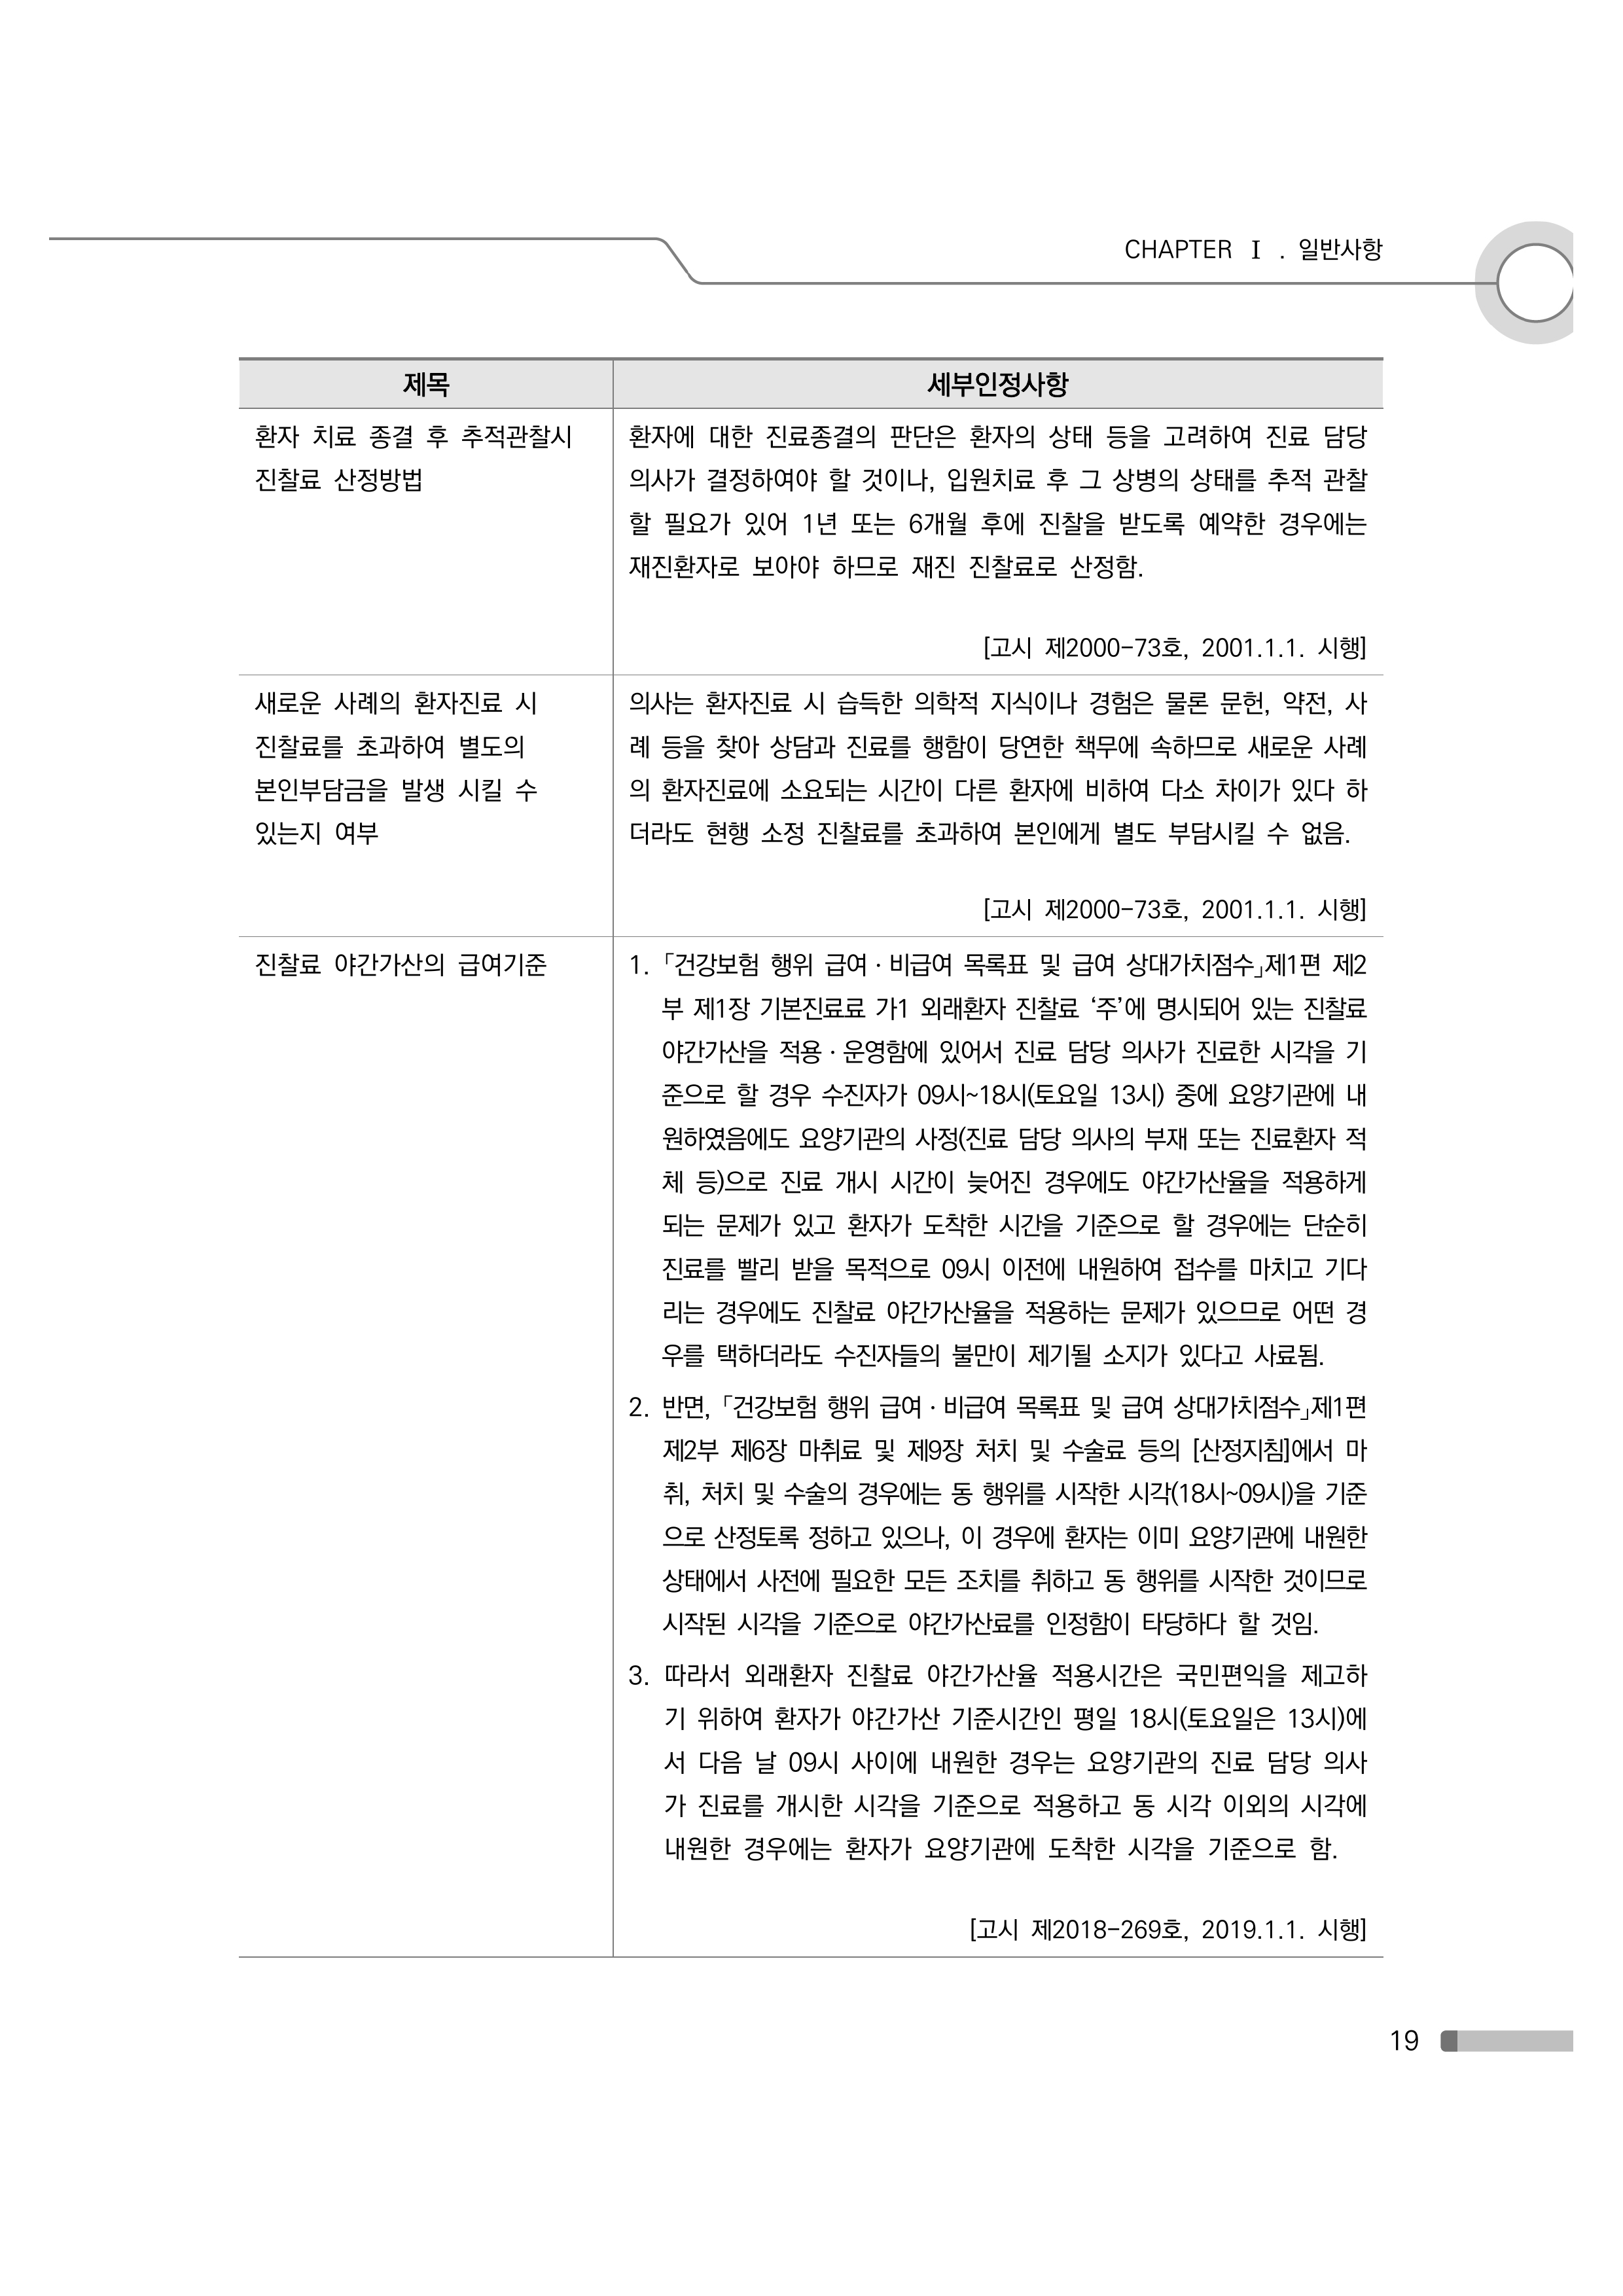 CHAPTER Ⅰ . 일반사항
제목
세부인정사항
환자 치료 종결 후 추적관찰시
진찰료 산정방법
환자에 대한 진료종결의 판단은 환자의 상태 등을 고려하여 진료 담당
의사가 결정하여야 할 것이나, 입원치료 후 그 상병의 상태를 추적 관찰
할 필요가 있어 1년 또는 6개월 후에 진찰을 받도록 예약한 경우에는
재진환자로 보아야 하므로 재진 진찰료로 산정함.
[고시 제2000-73호, 2001.1.1. 시행]
새로운 사례의 환자진료 시
진찰료를 초과하여 별도의
본인부담금을 발생 시킬 수
있는지 여부
의사는 환자진료 시 습득한 의학적 지식이나 경험은 물론 문헌, 약전, 사
례 등을 찾아 상담과 진료를 행함이 당연한 책무에 속하므로 새로운 사례
의 환자진료에 소요되는 시간이 다른 환자에 비하여 다소 차이가 있다 하
더라도 현행 소정 진찰료를 초과하여 본인에게 별도 부담시킬 수 없음.
[고시 제2000-73호, 2001.1.1. 시행]
진찰료 야간가산의 급여기준
1. 「건강보험 행위 급여·비급여 목록표 및 급여 상대가치점수」제1편 제2
부 제1장 기본진료료 가1 외래환자 진찰료 ‘주’에 명시되어 있는 진찰료
야간가산을 적용·운영함에 있어서 진료 담당 의사가 진료한 시각을 기
준으로 할 경우 수진자가 09시~18시(토요일 13시) 중에 요양기관에 내
원하였음에도 요양기관의 사정(진료 담당 의사의 부재 또는 진료환자 적
체 등)으로 진료 개시 시간이 늦어진 경우에도 야간가산율을 적용하게
되는 문제가 있고 환자가 도착한 시간을 기준으로 할 경우에는 단순히
진료를 빨리 받을 목적으로 09시 이전에 내원하여 접수를 마치고 기다
리는 경우에도 진찰료 야간가산율을 적용하는 문제가 있으므로 어떤 경
우를 택하더라도 수진자들의 불만이 제기될 소지가 있다고 사료됨.
2. 반면, 「건강보험 행위 급여·비급여 목록표 및 급여 상대가치점수」제1편
제2부 제6장 마취료 및 제9장 처치 및 수술료 등의 [산정지침]에서 마
취, 처치 및 수술의 경우에는 동 행위를 시작한 시각(18시~09시)을 기준
으로 산정토록 정하고 있으나, 이 경우에 환자는 이미 요양기관에 내원한
상태에서 사전에 필요한 모든 조치를 취하고 동 행위를 시작한 것이므로
시작된 시각을 기준으로 야간가산료를 인정함이 타당하다 할 것임.
3. 따라서 외래환자 진찰료 야간가산율 적용시간은 국민편익을 제고하
기 위하여 환자가 야간가산 기준시간인 평일 18시(토요일은 13시)에
서 다음 날 09시 사이에 내원한 경우는 요양기관의 진료 담당 의사
가 진료를 개시한 시각을 기준으로 적용하고 동 시각 이외의 시각에
내원한 경우에는 환자가 요양기관에 도착한 시각을 기준으로 함.
[고시 제2018-269호, 2019.1.1. 시행]
19